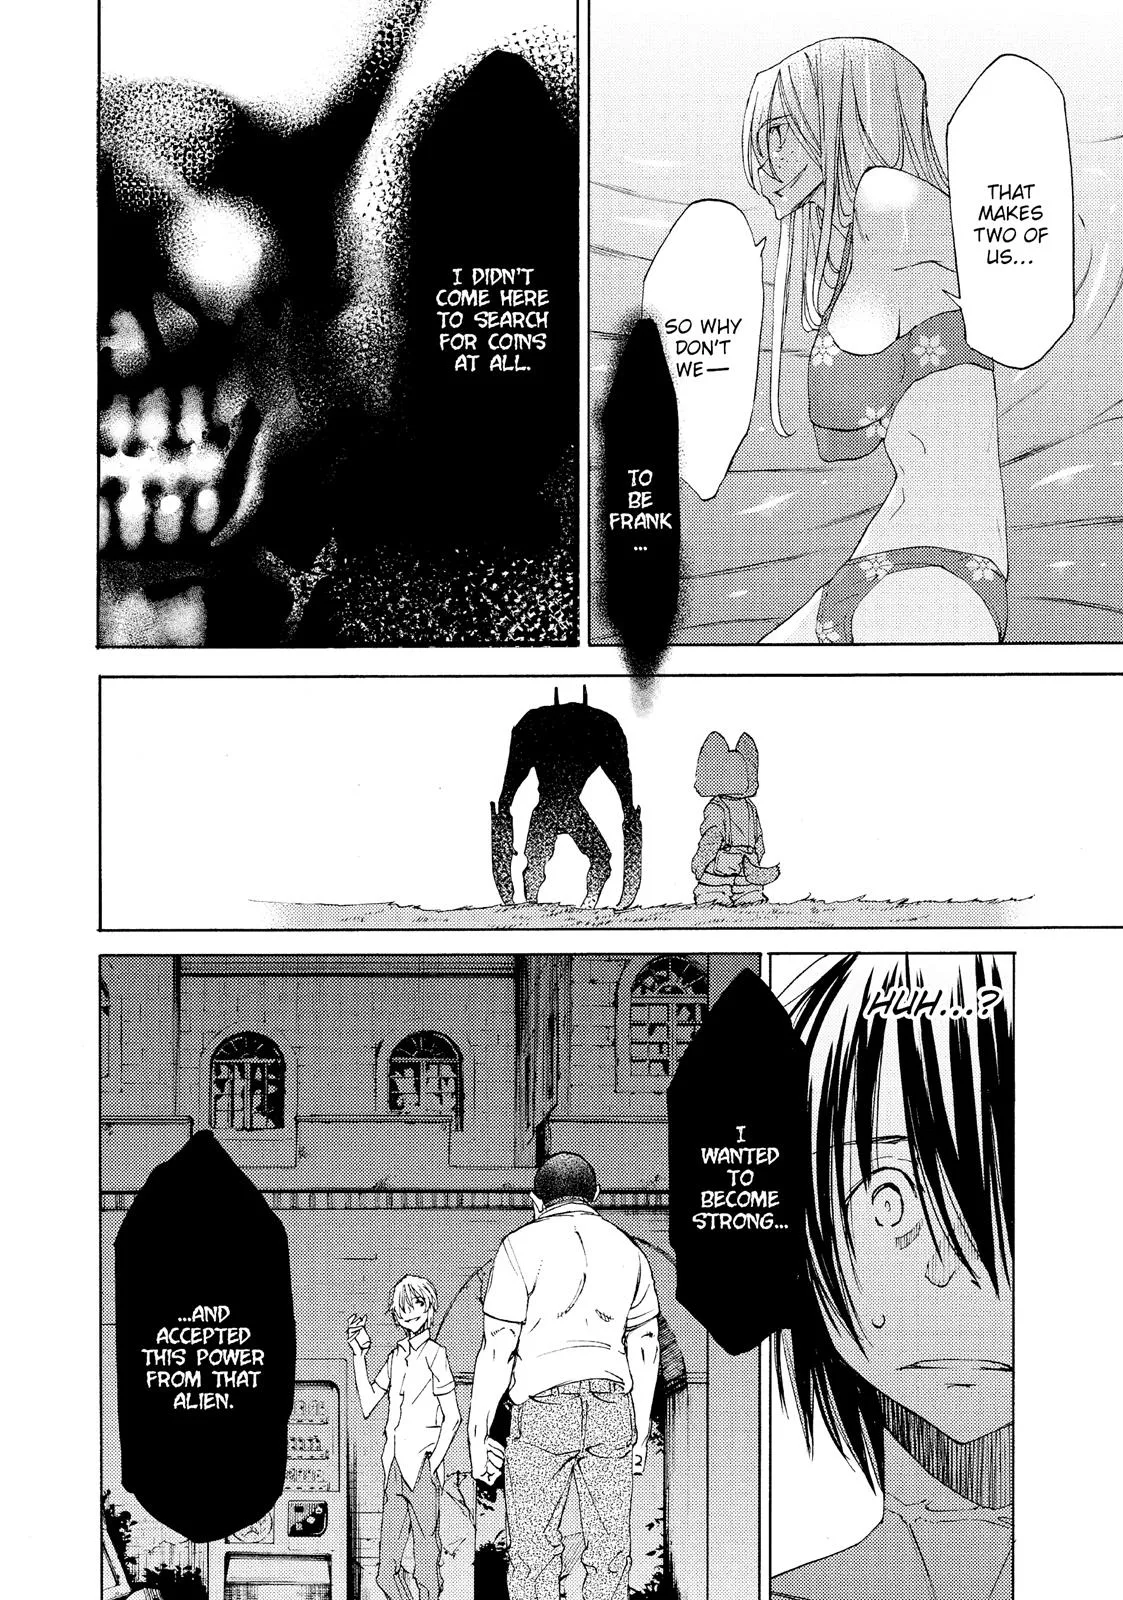 THAT
MAKES
TWO OF
US...
SO WHY
DON'T
WE—
TO
BE
FRANK
...
I DIDN'T
COME HERE
TO SEARCH
FOR COINS
AT ALL.
HUH...?
I
WANTED
TO
BECOME
STRONG...
...AND
ACCEPTED
THIS POWER
FROM THAT
ALIEN.
2